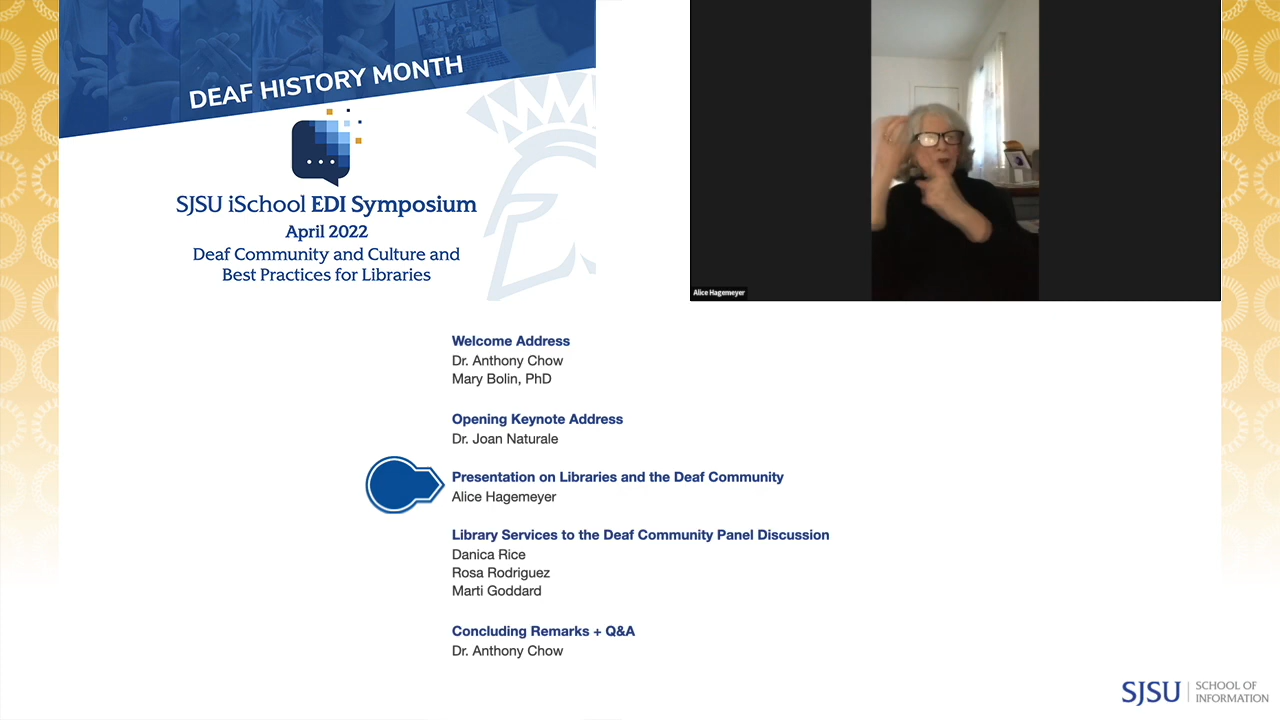 DEAF HISTORY MONTH
SJSU iSchool EDI Symposium
April 2022
Deaf Community and Culture and
Best Practices for Libraries
Alice Hagemeyer
Welcome Address
Dr. Anthony Chow
Mary Bolin, PhD
Opening Keynote Address
Dr. Joan Naturale
Presentation on Libraries and the Deaf Community
Alice Hagemeyer
Library Services to the Deaf Community Panel Discussion
Danica Rice
Rosa Rodriguez
Marti Goddard
Concluding Remarks + Q&A
Dr. Anthony Chow
SJSU | SCHOOL OF
INFORMATION